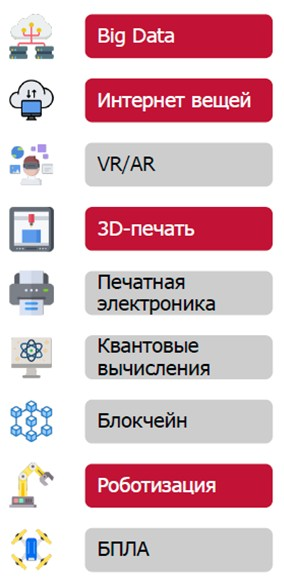 Big Data
Интернет вещей
VR/AR
3D-печать
Печатная
электроника
Квантовые
вычисления
Блокчейн
Роботизация
БПЛА